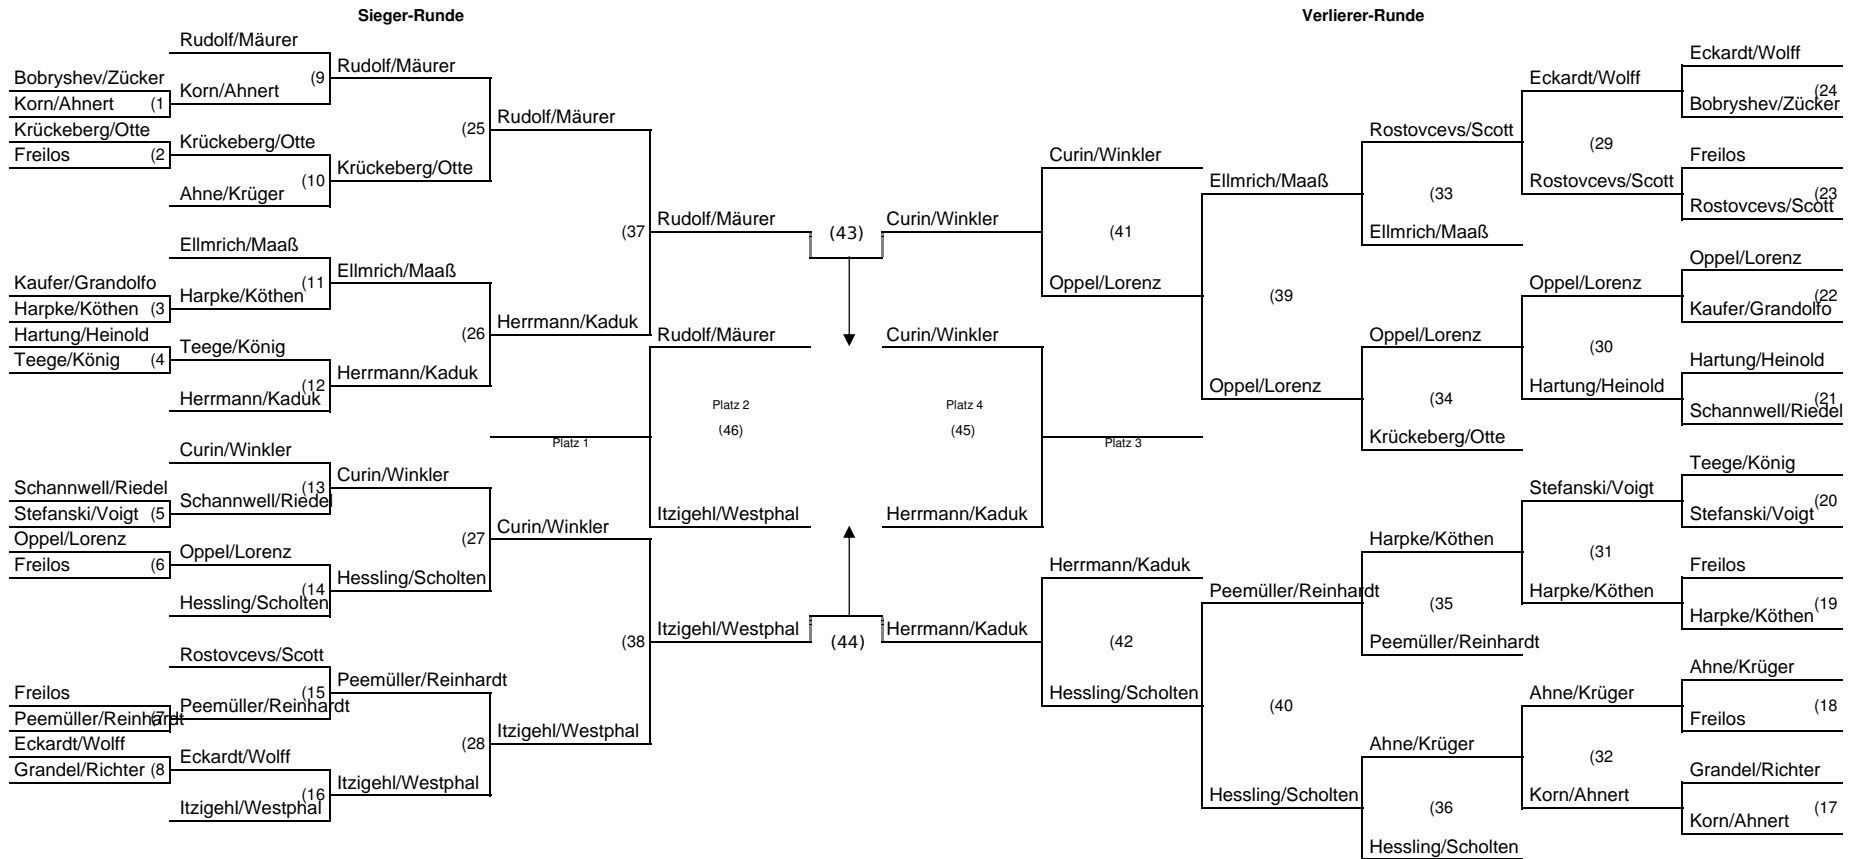 Sieger-Runde
Rudolf/Mäurer
Bobryshev/Zücker
(9
Rudolf/Mäurer
Korn/Ahnert
Korn/Ahnert (1
Krückeberg/Otte
(25
Rudolf/Mäurer
Krückeberg/Otte
Freilos (2
Krückeberg/Otte
(10
Ahne/Krüger
Rudolf/Mäurer
(37
Ellmrich/Maaß
Ellmrich/Maaß
Kaufer/Grandolfo
(11
Harpke/Köthen
Harpke/Köthen (3
Herrmann/Kaduk
Hartung/Heinold
(26
Teege/König
Teege/König (4
Herrmann/Kaduk
(12
Herrmann/Kaduk
Rudolf/Mäurer
Platz 2
(46)
Platz 1
Curin/Winkler
Curin/Winkler
Schannwell/Riedel
(13
Schannwell/Riedel
Stefanski/Voigt (5
Itzigehl/Westphal
Curin/Winkler
Oppel/Lorenz
(27
Oppel/Lorenz
Freilos (6
Hessling/Scholten
(14
Hessling/Scholten
Itzigehl/Westphal
(38
Rostovcevs/Scott
Peemüller/Reinhardt
Freilos
(15
Peemüller/Reinhardt
Peemüller/Reinhardt
(7
Itzigehl/Westphal
Eckardt/Wolff
(28
Eckardt/Wolff
Grandel/Richter (8
Itzigehl/Westphal
(16
Itzigehl/Westphal
(43)
(44)
Verlierer-Runde
Eckardt/Wolff
Eckardt/Wolff
(24
Bobryshev/Zücker
Rostovcevs/Scott
(29
Curin/Winkler
Freilos
Ellmrich/Maaß
Rostovcevs/Scott
(33
(23
Rostovcevs/Scott
Curin/Winkler
(41
Ellmrich/Maaß
Oppel/Lorenz
Oppel/Lorenz
Oppel/Lorenz
(39
(22
Kaufer/Grandolfo
Curin/Winkler
Oppel/Lorenz
(30
Hartung/Heinold
Oppel/Lorenz
Hartung/Heinold
(34
(21
Platz 4
Schannwell/Riedel
(45)
Platz 3
Krückeberg/Otte
Teege/König
Stefanski/Voigt
(20
Herrmann/Kaduk
Stefanski/Voigt
Harpke/Köthen
(31
Herrmann/Kaduk
Freilos
Peemüller/Reinhardt
Harpke/Köthen
(35
(19
Harpke/Köthen
Herrmann/Kaduk
(42
Peemüller/Reinhardt
Ahne/Krüger
Hessling/Scholten
Ahne/Krüger
(40
(18
Freilos
Ahne/Krüger
(32
Grandel/Richter
Hessling/Scholten
Korn/Ahnert
(36
(17
Korn/Ahnert
Hessling/Scholten